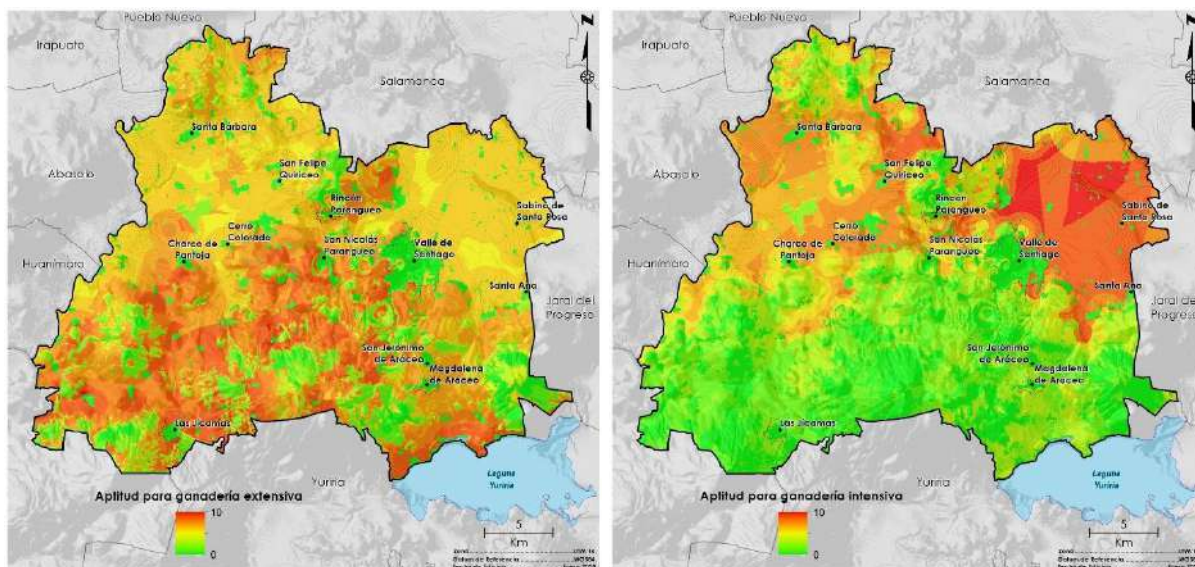 Pueblo Nuevo
Irapuato
Salamanca
N
Santa Bárbara
Abasolo
San Felipe
Quiriceo
Rincón
Parangueo
Sabino de
Santa Rosa
Cerro
Colorado
Charco de
Pantoja
San Nicolás
Parangueo
Valle de
Santiago
Huanímaro
Santa Ana
Jaral del
Progreso
San Jerónimo
de Aráceo
Magdalena
de Aráceo
Las Jícamas
Laguna
Yuriria
Yuriria
Aptitud para ganadería extensiva
10
0
5
Km
Pueblo Nuevo
Irapuato
Salamanca
N
Santa Bárbara
Abasolo
San Felipe
Quiriceo
Rincón
Parangueo
Sabino de
Santa Rosa
Cerro
Colorado
Charco de
Pantoja
San Nicolás
Parangueo
Valle de
Santiago
Huanímaro
Santa Ana
Jaral del
Progreso
San Jerónimo
de Aráceo
Magdalena
de Aráceo
Las Jícamas
Laguna
Yuriria
Yuriria
Aptitud para ganadería intensiva
10
0
5
Km